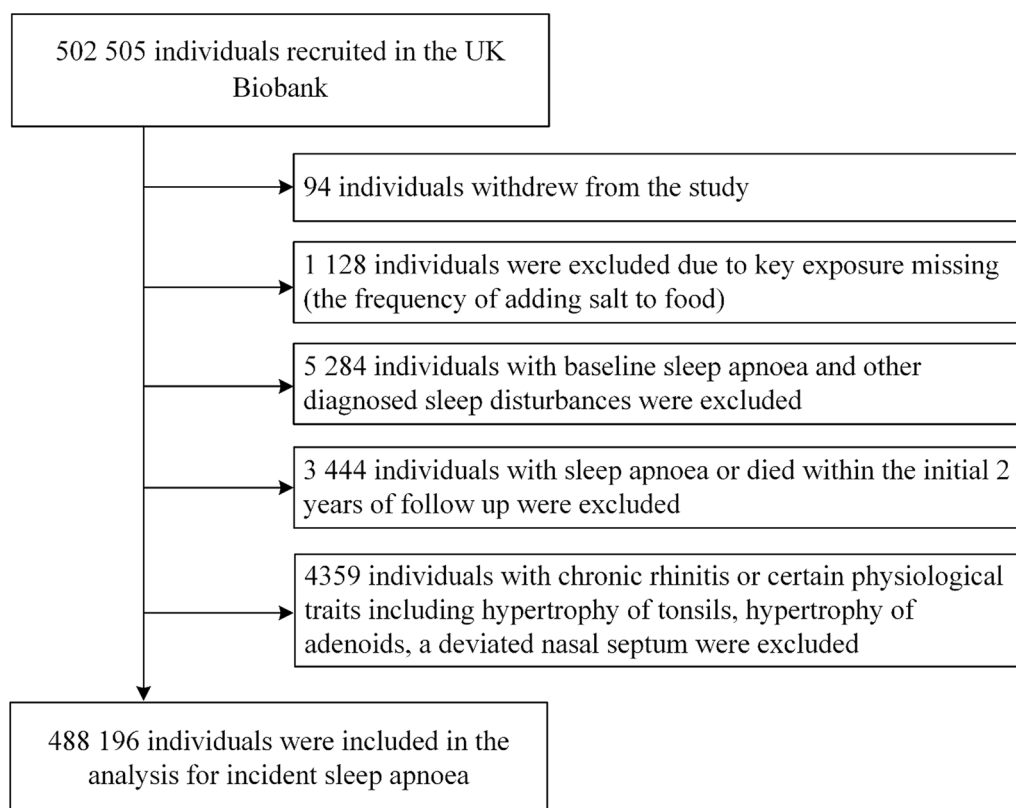 502 505 individuals recruited in the UK
Biobank
94 individuals withdrew from the study
1 128 individuals were excluded due to key exposure missing
(the frequency of adding salt to food)
5 284 individuals with baseline sleep apnoea and other
diagnosed sleep disturbances were excluded
3 444 individuals with sleep apnoea or died within the initial 2
years of follow up were excluded
4359 individuals with chronic rhinitis or certain physiological
traits including hypertrophy of tonsils, hypertrophy of
adenoids, a deviated nasal septum were excluded
488 196 individuals were included in the
analysis for incident sleep apnoea